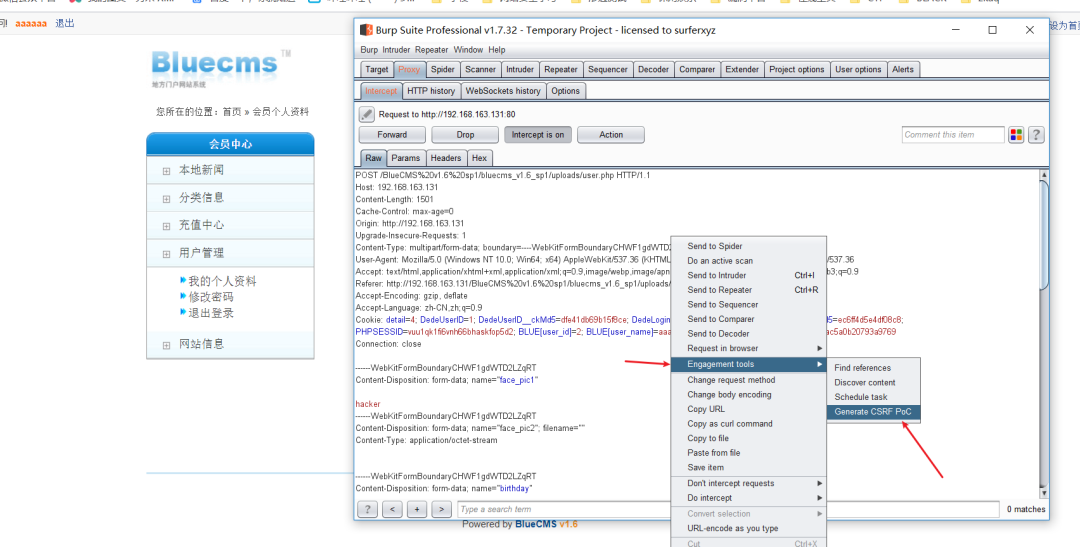 aaaaaa 退出
Bluecms TM
地方门户网站系统
您所在的位置：首页 » 会员个人资料
会员中心
本地新闻
分类信息
充值中心
用户管理
我的个人资料
修改密码
退出登录
网站信息
Powered by BlueCMS v1.6
Burp Suite Professional v1.7.32 - Temporary Project - licensed to surferxyz
Burp Intruder Repeater Window Help
Target Proxy Spider Scanner Intruder Repeater Sequencer Decoder Comparer Extender Project options User options Alerts
Intercept HTTP history WebSockets history Options
Request to http://192.168.163.131:80
Forward Drop Intercept is on Action Comment this item ?
Raw Params Headers Hex
POST /BlueCMS%20v1.6%20sp1/bluecms_v1.6_sp1/uploads/user.php HTTP/1.1
Host: 192.168.163.131
Content-Length: 1501
Cache-Control: max-age=0
Origin: http://192.168.163.131
Upgrade-Insecure-Requests: 1
Content-Type: multipart/form-data; boundary=----WebKitFormBoundaryCHWF1gdWTD2
User-Agent: Mozilla/5.0 (Windows NT 10.0; Win64; x64) AppleWebKit/537.36 (KHTML /537.36
Accept: text/html,application/xhtml+xml,application/xml;q=0.9,image/webp,image/apn b3;q=0.9
Referer: http://192.168.163.131/BlueCMS%20v1.6%20sp1/bluecms_v1.6_sp1/uploads/
Accept-Encoding: gzip, deflate
Accept-Language: zh-CN,zh;q=0.9
Cookie: detail=4; DedeUserID=1; DedeUserID__ckMd5=dfe41db69b15f8ce; DedeLogin 5=ec6ff4d5e4df08c8;
PHPSESSID=vuu1qk1f6vnh66bhaskfop5d2; BLUE[user_id]=2; BLUE[user_name]=aaa ac5a0b20793a9769
Connection: close
------WebKitFormBoundaryCHWF1gdWTD2LZqRT
Content-Disposition: form-data; name="face_pic1"
hacker
------WebKitFormBoundaryCHWF1gdWTD2LZqRT
Content-Disposition: form-data; name="face_pic2"; filename=""
Content-Type: application/octet-stream
------WebKitFormBoundaryCHWF1gdWTD2LZqRT
Content-Disposition: form-data; name="birthday"
? < + > Type a search term 0 matches
Send to Spider
Do an active scan
Send to Intruder Ctrl+I
Send to Repeater Ctrl+R
Send to Sequencer
Send to Comparer
Send to Decoder
Request in browser
Engagement tools
Change request method
Change body encoding
Copy URL
Copy as curl command
Copy to file
Paste from file
Save item
Don't intercept requests
Do intercept
Convert selection
URL-encode as you type
Cut Ctrl+X
Find references
Discover content
Schedule task
Generate CSRF PoC